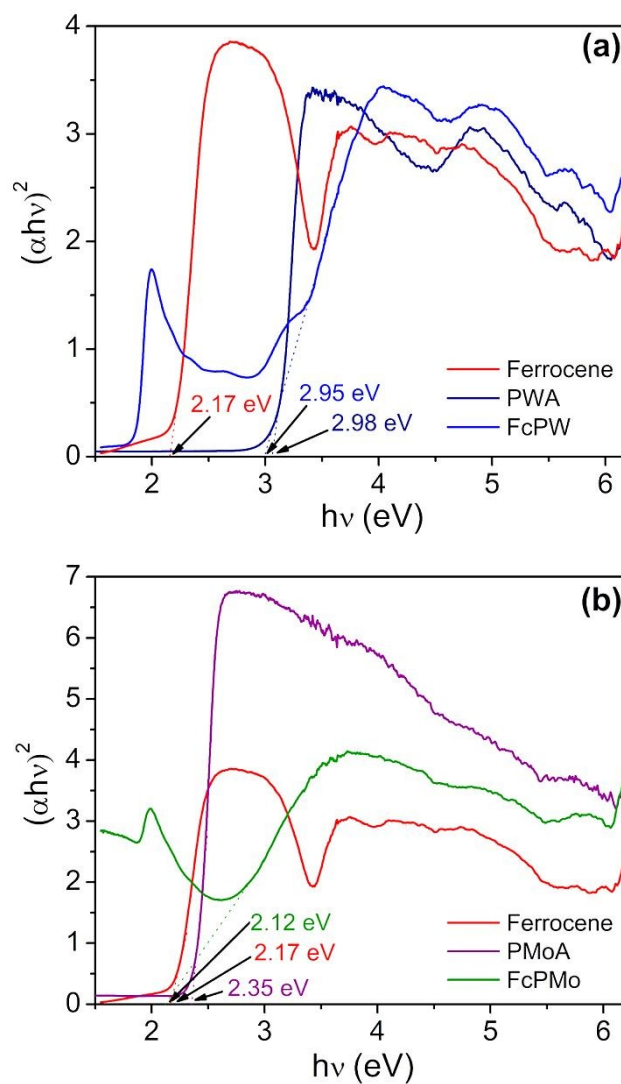 (a)
4
3
2
1
0
(αhν)²
2.17 eV
2.95 eV
2.98 eV
Ferrocene
PWA
FcPW
2 3 4 5 6
hν (eV)
(b)
7
6
5
4
3
2
1
0
(αhν)²
2.12 eV
2.17 eV
2.35 eV
Ferrocene
PMoA
FcPMo
2 3 4 5 6
hν (eV)